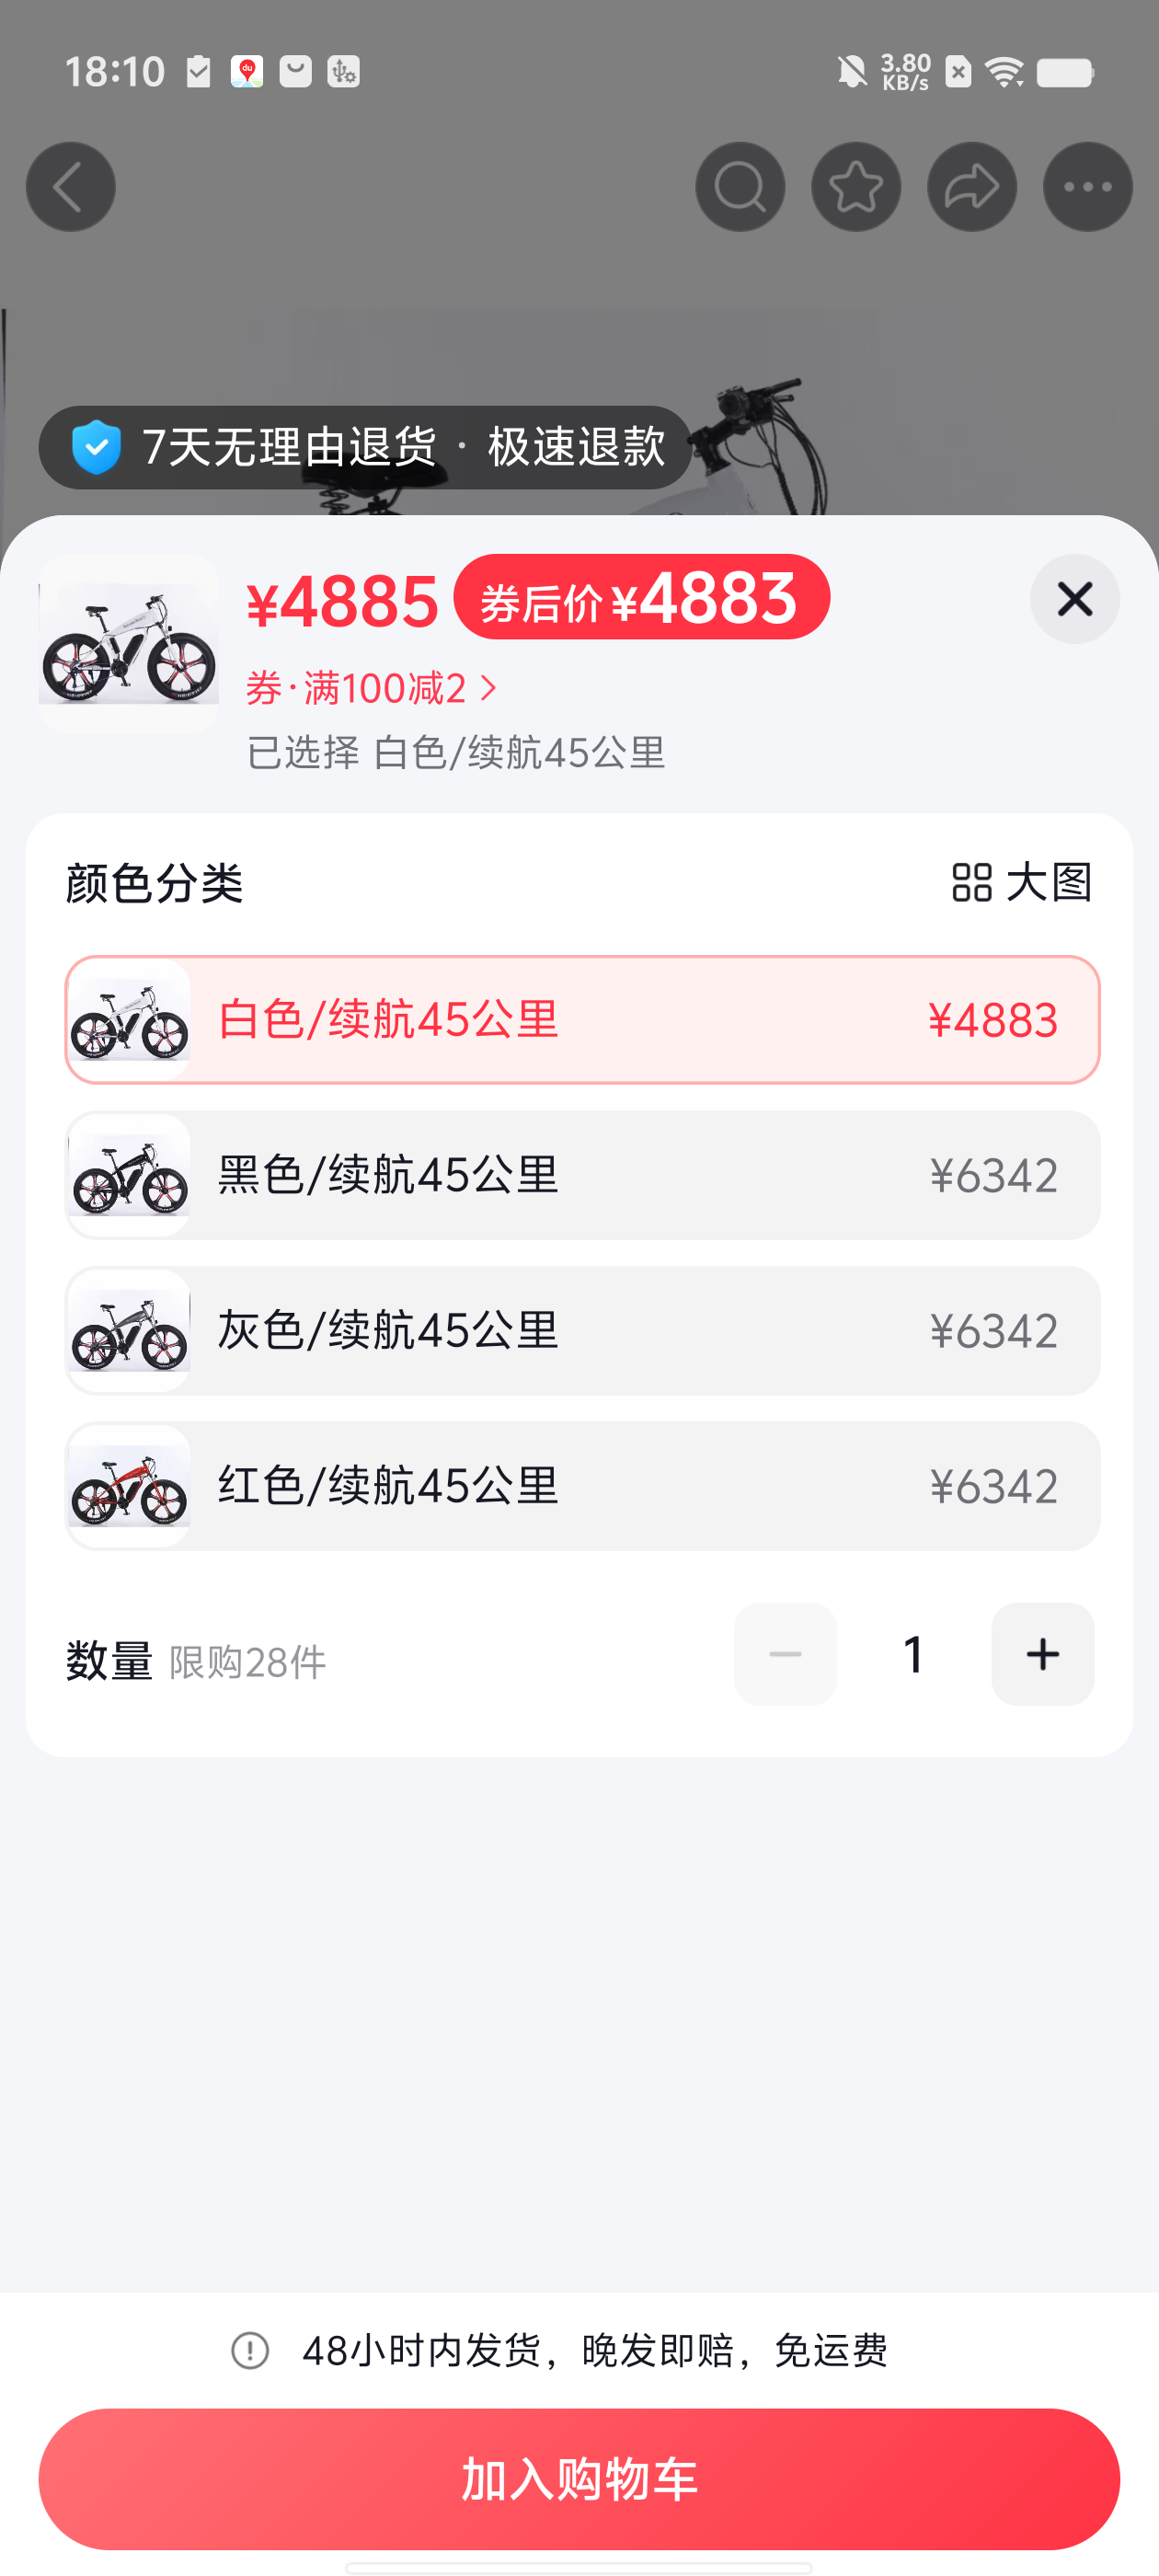 18:10
3.80
KB/s
7天无理由退货 · 极速退款
¥4885 券后价¥4883
券·满100减2
已选择 白色/续航45公里
颜色分类
大图
白色/续航45公里 ¥4883
黑色/续航45公里 ¥6342
灰色/续航45公里 ¥6342
红色/续航45公里 ¥6342
数量 限购28件
1
48小时内发货，晚发即赔，免运费
加入购物车